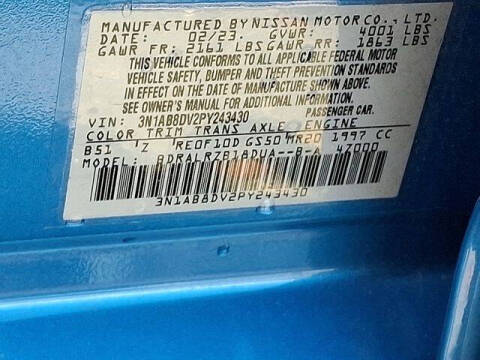 MANUFACTURED BY NISSAN MOTOR CO., LTD.
DATE: 02/23. GVWR: 4001 LBS
GAWR FR: 2161 LBS GAWR RR: 1863 LBS
THIS VEHICLE CONFORMS TO ALL APPLICABLE FEDERAL MOTOR
VEHICLE SAFETY, BUMPER AND THEFT PREVENTION STANDARDS
IN EFFECT ON THE DATE OF MANUFACTURE SHOWN ABOVE.
SEE OWNER'S MANUAL FOR ADDITIONAL INFORMATION.
VIN: 3N1AB8DV2PY243430 PASSENGER CAR.
COLOR TRIM TRANS AXLE ENGINE
B51 Z RE0F10D GS50 MR20 1997 CC
MODEL: BDRALRZB18DUA--B-A 47000
3N1AB8DV2PY243430